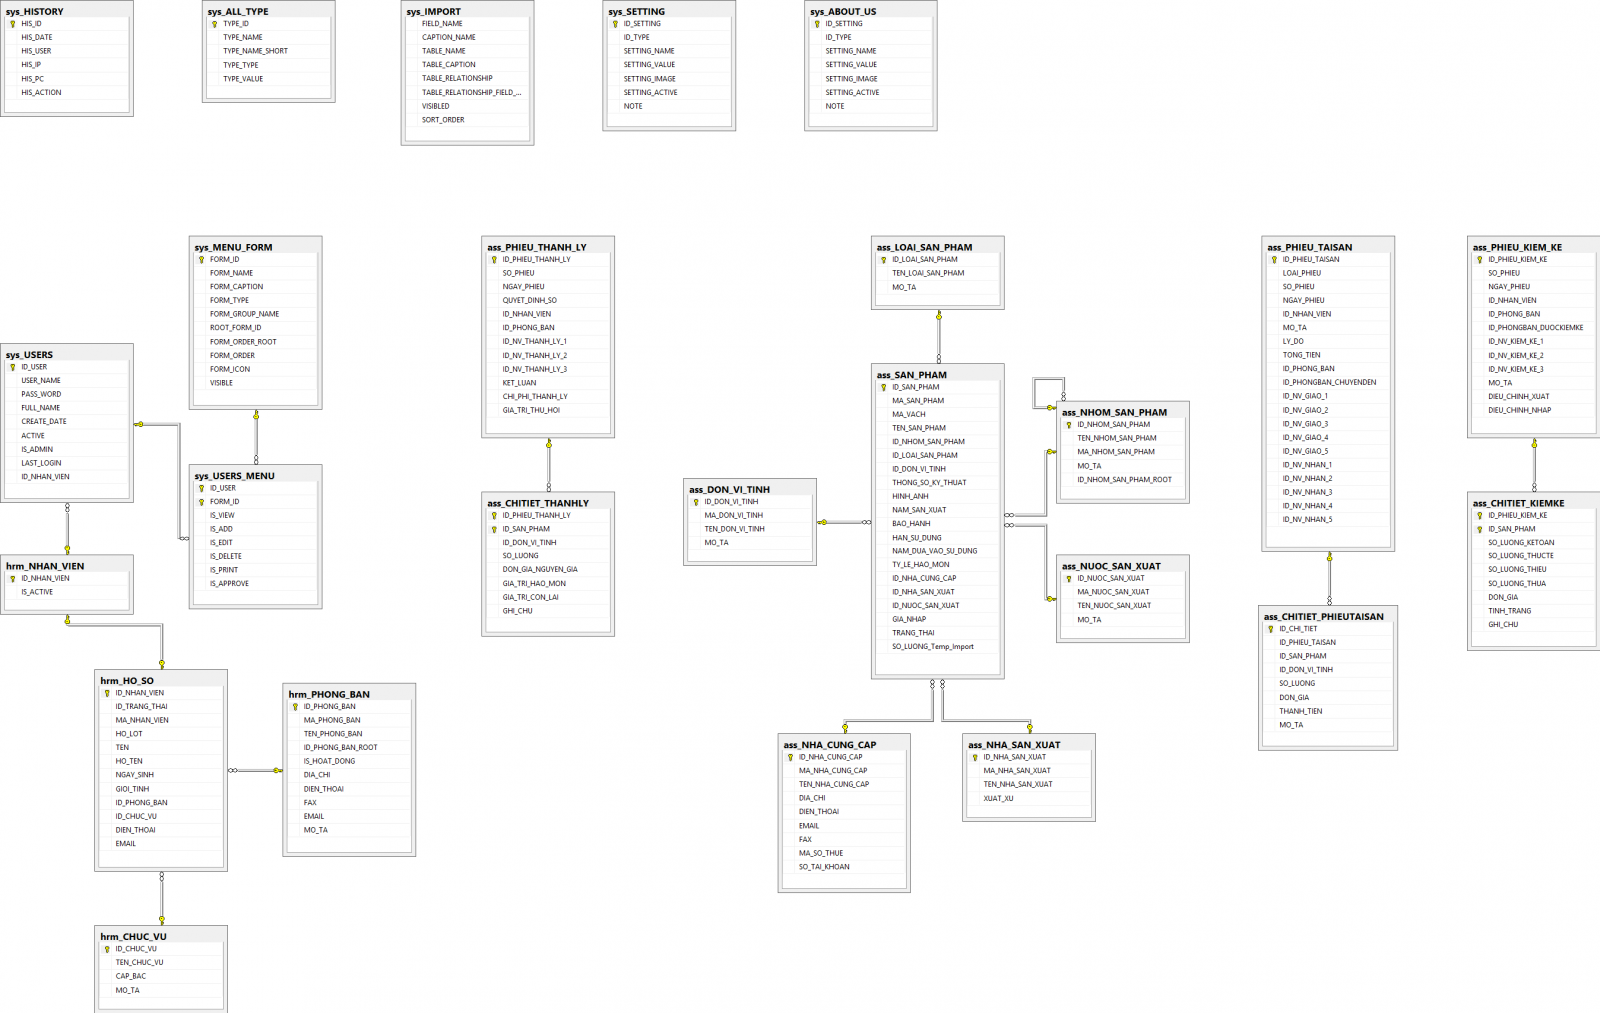 sys_HISTORY
HIS_ID
HIS_DATE
HIS_USER
HIS_IP
HIS_PC
HIS_ACTION
sys_ALL_TYPE
TYPE_ID
TYPE_NAME
TYPE_NAME_SHORT
TYPE_TYPE
TYPE_VALUE
sys_IMPORT
FIELD_NAME
CAPTION_NAME
TABLE_NAME
TABLE_CAPTION
TABLE_RELATIONSHIP
TABLE_RELATIONSHIP_FIELD_...
VISIBLED
SORT_ORDER
sys_SETTING
ID_SETTING
ID_TYPE
SETTING_NAME
SETTING_VALUE
SETTING_IMAGE
SETTING_ACTIVE
NOTE
sys_ABOUT_US
ID_SETTING
ID_TYPE
SETTING_NAME
SETTING_VALUE
SETTING_IMAGE
SETTING_ACTIVE
NOTE
sys_MENU_FORM
FORM_ID
FORM_NAME
FORM_CAPTION
FORM_TYPE
FORM_GROUP_NAME
ROOT_FORM_ID
FORM_ORDER_ROOT
FORM_ORDER
FORM_ICON
VISIBLE
sys_USERS
ID_USER
USER_NAME
PASS_WORD
FULL_NAME
CREATE_DATE
ACTIVE
IS_ADMIN
LAST_LOGIN
ID_NHAN_VIEN
sys_USERS_MENU
ID_USER
FORM_ID
IS_VIEW
IS_ADD
IS_EDIT
IS_DELETE
IS_PRINT
IS_APPROVE
hrm_NHAN_VIEN
ID_NHAN_VIEN
IS_ACTIVE
hrm_HO_SO
ID_NHAN_VIEN
ID_TRANG_THAI
MA_NHAN_VIEN
HO_LOT
TEN
HO_TEN
NGAY_SINH
GIOI_TINH
ID_PHONG_BAN
ID_CHUC_VU
DIEN_THOAI
EMAIL
hrm_PHONG_BAN
ID_PHONG_BAN
MA_PHONG_BAN
TEN_PHONG_BAN
ID_PHONG_BAN_ROOT
IS_HOAT_DONG
DIA_CHI
DIEN_THOAI
FAX
EMAIL
MO_TA
hrm_CHUC_VU
ID_CHUC_VU
TEN_CHUC_VU
CAP_BAC
MO_TA
ass_PHIEU_THANH_LY
ID_PHIEU_THANH_LY
SO_PHIEU
NGAY_PHIEU
QUYET_DINH_SO
ID_NHAN_VIEN
ID_PHONG_BAN
ID_NV_THANH_LY_1
ID_NV_THANH_LY_2
ID_NV_THANH_LY_3
KET_LUAN
CHI_PHI_THANH_LY
GIA_TRI_THU_HOI
ass_CHITIET_THANHLY
ID_PHIEU_THANH_LY
ID_SAN_PHAM
ID_DON_VI_TINH
SO_LUONG
DON_GIA_NGUYEN_GIA
GIA_TRI_HAO_MON
GIA_TRI_CON_LAI
GHI_CHU
ass_LOAI_SAN_PHAM
ID_LOAI_SAN_PHAM
TEN_LOAI_SAN_PHAM
MO_TA
ass_SAN_PHAM
ID_SAN_PHAM
MA_SAN_PHAM
MA_VACH
TEN_SAN_PHAM
ID_NHOM_SAN_PHAM
ID_LOAI_SAN_PHAM
ID_DON_VI_TINH
THONG_SO_KY_THUAT
HINH_ANH
NAM_SAN_XUAT
BAO_HANH
HAN_SU_DUNG
NAM_DUA_VAO_SU_DUNG
TY_LE_HAO_MON
ID_NHA_CUNG_CAP
ID_NHA_SAN_XUAT
ID_NUOC_SAN_XUAT
GIA_NHAP
TRANG_THAI
SO_LUONG_Temp_Import
ass_DON_VI_TINH
ID_DON_VI_TINH
MA_DON_VI_TINH
TEN_DON_VI_TINH
MO_TA
ass_NHOM_SAN_PHAM
ID_NHOM_SAN_PHAM
TEN_NHOM_SAN_PHAM
MA_NHOM_SAN_PHAM
MO_TA
ID_NHOM_SAN_PHAM_ROOT
ass_NUOC_SAN_XUAT
ID_NUOC_SAN_XUAT
MA_NUOC_SAN_XUAT
TEN_NUOC_SAN_XUAT
MO_TA
ass_NHA_CUNG_CAP
ID_NHA_CUNG_CAP
MA_NHA_CUNG_CAP
TEN_NHA_CUNG_CAP
DIA_CHI
DIEN_THOAI
EMAIL
FAX
MA_SO_THUE
SO_TAI_KHOAN
ass_NHA_SAN_XUAT
ID_NHA_SAN_XUAT
MA_NHA_SAN_XUAT
TEN_NHA_SAN_XUAT
XUAT_XU
ass_PHIEU_TAISAN
ID_PHIEU_TAISAN
LOAI_PHIEU
SO_PHIEU
NGAY_PHIEU
ID_NHAN_VIEN
MO_TA
LY_DO
TONG_TIEN
ID_PHONG_BAN
ID_PHONGBAN_CHUYENDEN
ID_NV_GIAO_1
ID_NV_GIAO_2
ID_NV_GIAO_3
ID_NV_GIAO_4
ID_NV_GIAO_5
ID_NV_NHAN_1
ID_NV_NHAN_2
ID_NV_NHAN_3
ID_NV_NHAN_4
ID_NV_NHAN_5
ass_CHITIET_PHIEUTAISAN
ID_CHI_TIET
ID_PHIEU_TAISAN
ID_SAN_PHAM
ID_DON_VI_TINH
SO_LUONG
DON_GIA
THANH_TIEN
MO_TA
ass_PHIEU_KIEM_KE
ID_PHIEU_KIEM_KE
SO_PHIEU
NGAY_PHIEU
ID_NHAN_VIEN
ID_PHONG_BAN
ID_PHONGBAN_DUOCKIEMKE
ID_NV_KIEM_KE_1
ID_NV_KIEM_KE_2
ID_NV_KIEM_KE_3
MO_TA
DIEU_CHINH_XUAT
DIEU_CHINH_NHAP
ass_CHITIET_KIEMKE
ID_PHIEU_KIEM_KE
ID_SAN_PHAM
SO_LUONG_KETOAN
SO_LUONG_THUCTE
SO_LUONG_THIEU
SO_LUONG_THUA
DON_GIA
TINH_TRANG
GHI_CHU